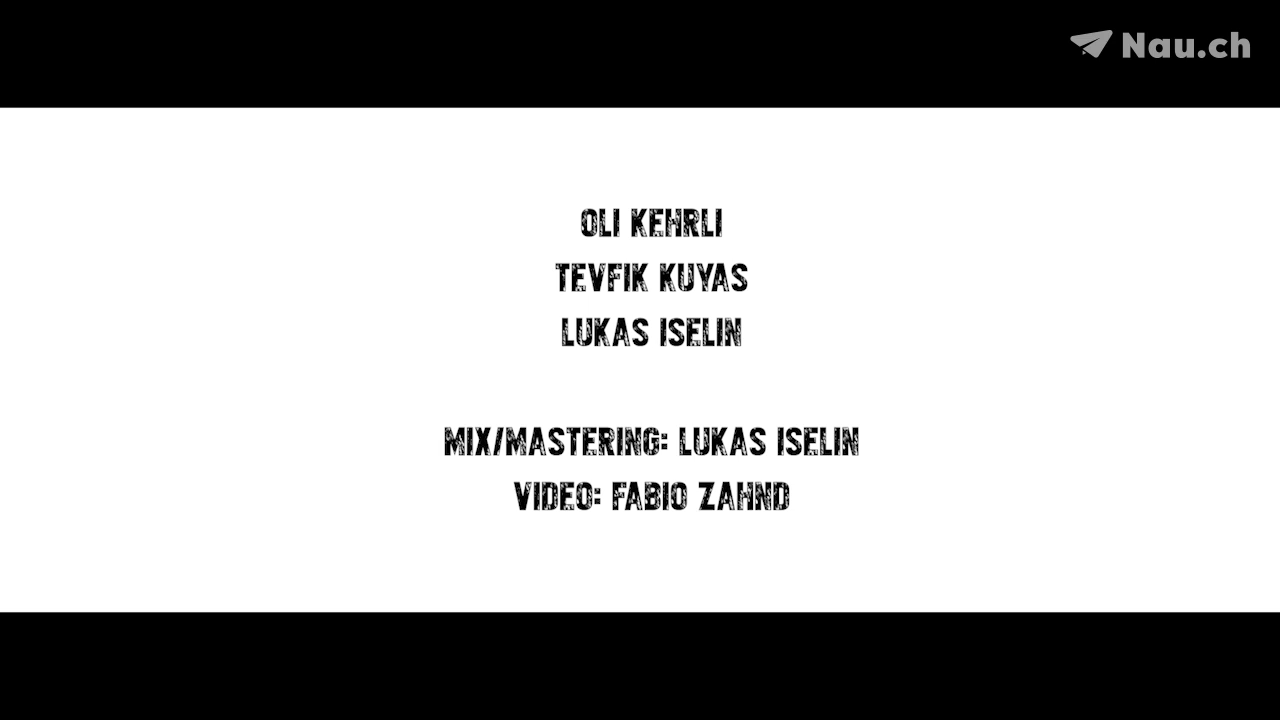 Nau.ch
OLI KEHRLI
TEVFIK KUYAS
LUKAS ISELIN
MIX/MASTERING: LUKAS ISELIN
VIDEO: FABIO ZAHND